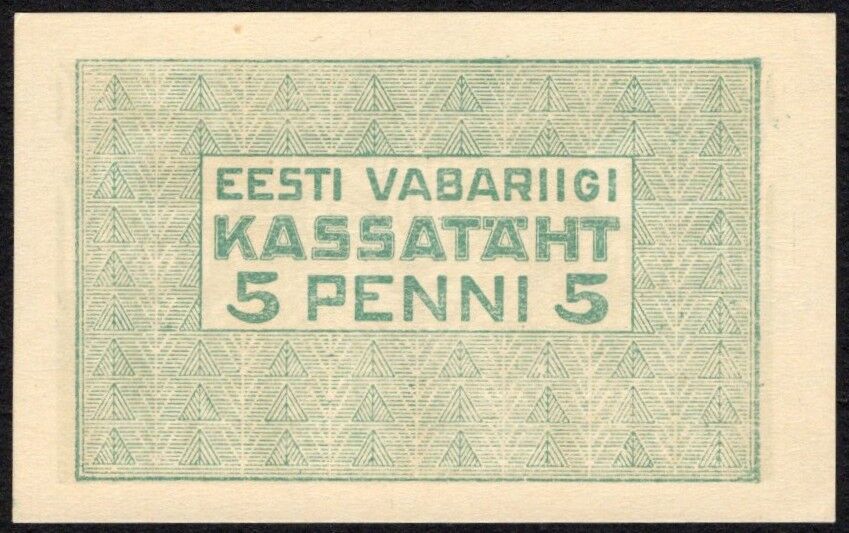 EESTI VABARIIGI
KASSATÄHT
5 PENNI 5